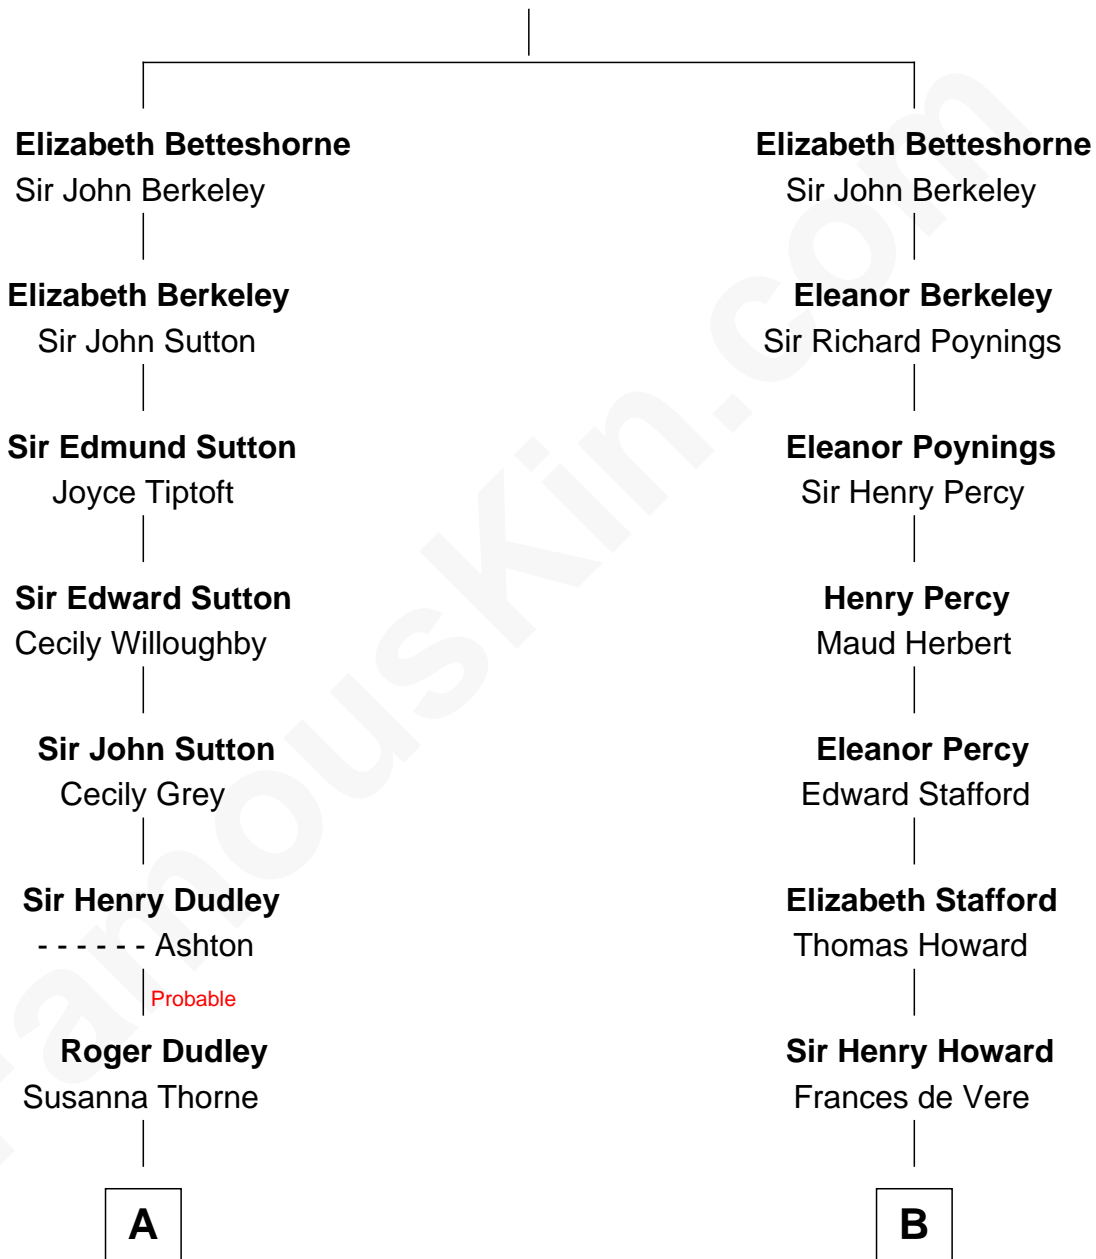 Elizabeth Betteshorne
Sir John Berkeley
Elizabeth Berkeley
Sir John Sutton
Sir Edmund Sutton
Joyce Tiptoft
Sir Edward Sutton
Cecily Willoughby
Sir John Sutton
Cecily Grey
Sir Henry Dudley
- - - - - - Ashton
Probable
Roger Dudley
Susanna Thorne
A
Elizabeth Betteshorne
Sir John Berkeley
Eleanor Berkeley
Sir Richard Poynings
Eleanor Poynings
Sir Henry Percy
Henry Percy
Maud Herbert
Eleanor Percy
Edward Stafford
Elizabeth Stafford
Thomas Howard
Sir Henry Howard
Frances de Vere
B
FamousKin.com